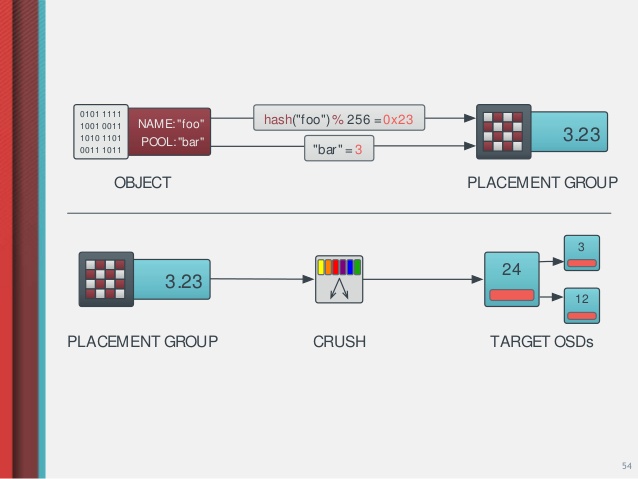 0101 1111
1001 0011
1010 1101
0011 1011
NAME:"foo"
POOL:"bar"
hash("foo") % 256 = 0x23
"bar" = 3
3.23
OBJECT
PLACEMENT GROUP
3.23
24
3
12
PLACEMENT GROUP
CRUSH
TARGET OSDs
54